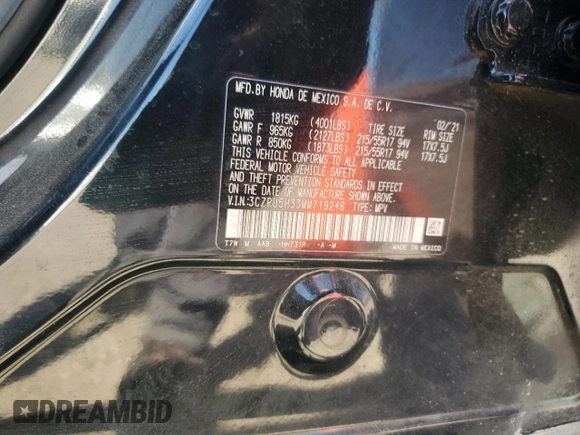 MFD.BY HONDA DE MEXICO S.A. DE C.V.
02/'21
GVWR 1815KG (4001LBS) TIRE SIZE RIM SIZE
GAWR F 965KG (2127LBS) 215/55R17 94V 17X7.5J
GAWR R 850KG (1873LBS) 215/55R17 94V 17X7.5J
THIS VEHICLE CONFORMS TO ALL APPLICABLE
FEDERAL MOTOR VEHICLE SAFETY
AND THEFT PREVENTION STANDARDS IN EFFECT
ON THE DATE OF MANUFACTURE SHOWN ABOVE.
V.I.N:3CZRU5H33MM719246 TYPE: MPV
T7W M AAB -NH731P -A-M MADE IN MEXICO
DREAMBID